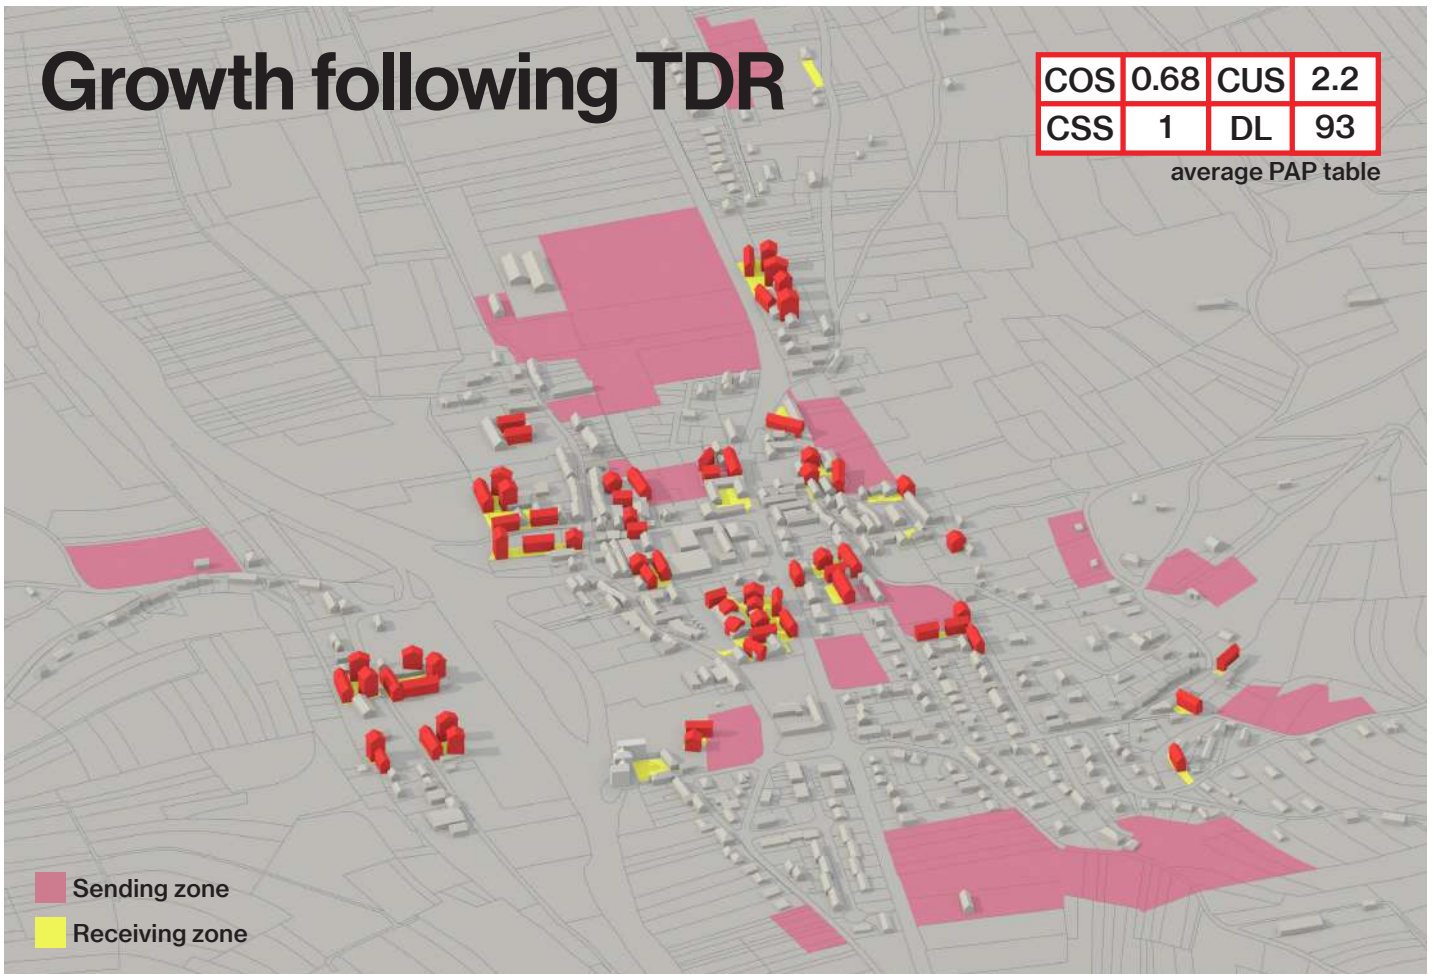 Growth following TDR
COS 0.68 CUS 2.2
CSS 1 DL 93
average PAP table
Sending zone
Receiving zone